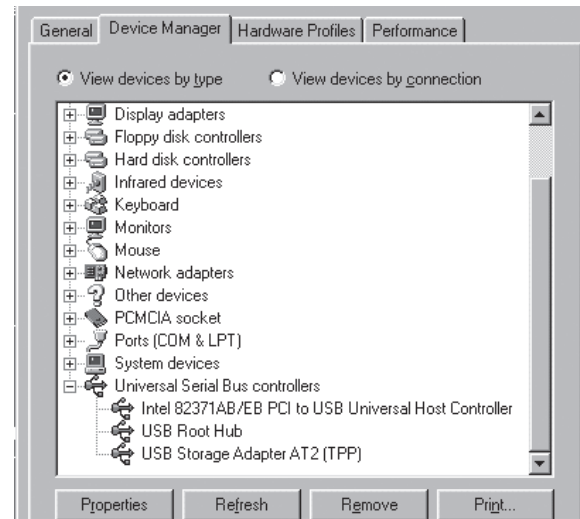 General Device Manager Hardware Profiles Performance
View devices by type View devices by connection
Display adapters
Floppy disk controllers
Hard disk controllers
Infrared devices
Keyboard
Monitors
Mouse
Network adapters
Other devices
PCMCIA socket
Ports (COM & LPT)
System devices
Universal Serial Bus controllers
Intel 82371AB/EB PCI to USB Universal Host Controller
USB Root Hub
USB Storage Adapter AT2 (TPP)
Properties Refresh Remove Print...